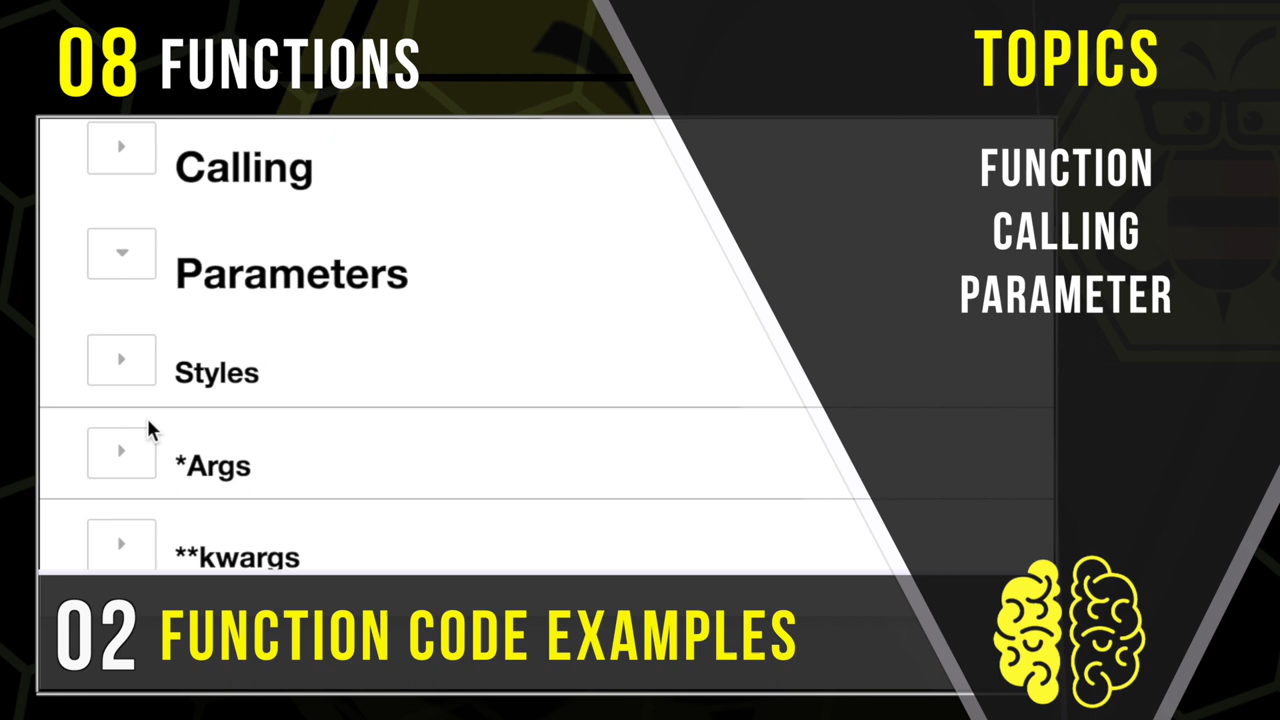 08 FUNCTIONS
Calling
Parameters
Styles
*Args
**kwargs
02 FUNCTION CODE EXAMPLES
TOPICS
FUNCTION
CALLING
PARAMETER